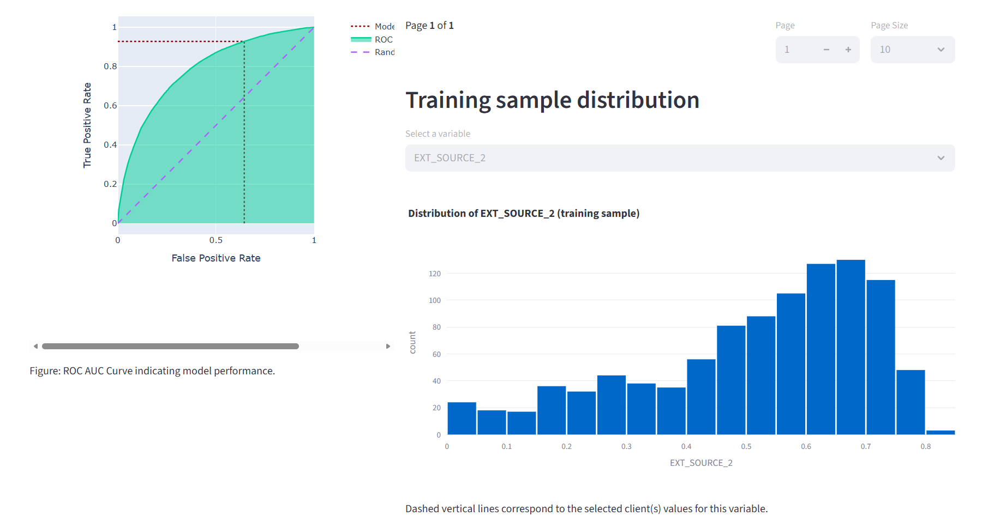 1
0.8
0.6
0.4
0.2
0
True Positive Rate
0
0.5
1
False Positive Rate
Mode
ROC
Rand
Figure: ROC AUC Curve indicating model performance.
Page 1 of 1
Page
Page Size
1
10
Training sample distribution
Select a variable
EXT_SOURCE_2
Distribution of EXT_SOURCE_2 (training sample)
120
100
80
60
40
20
0
count
0
0.1
0.2
0.3
0.4
0.5
0.6
0.7
0.8
EXT_SOURCE_2
Dashed vertical lines correspond to the selected client(s) values for this variable.